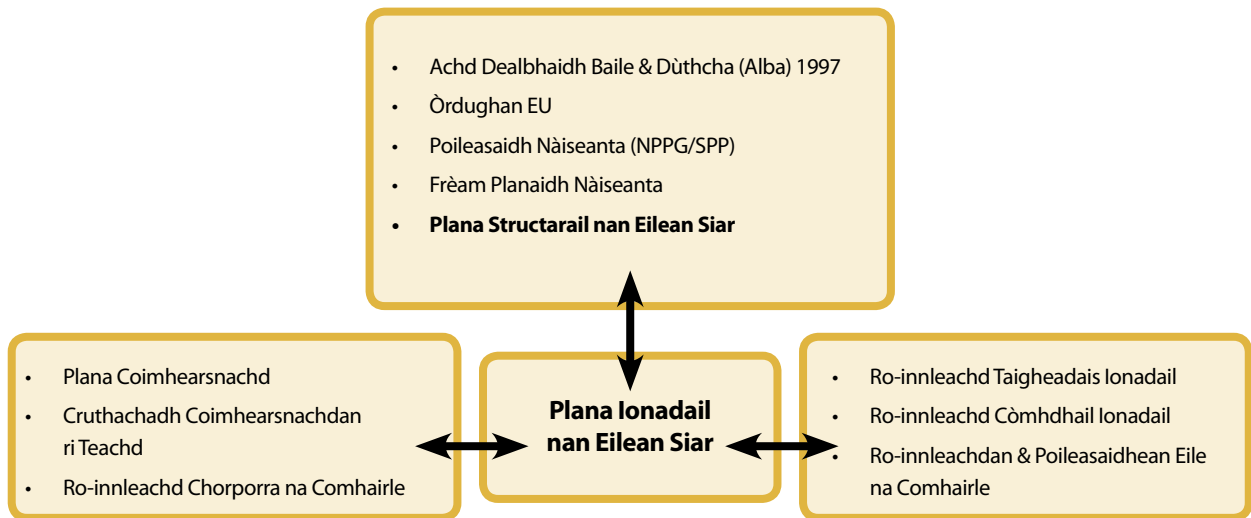 • Achd Dealbhaidh Baile & Dùthcha (Alba) 1997
• Òrdughan EU
• Poileasaidh Nàiseanta (NPPG/SPP)
• Frèam Planaidh Nàiseanta
• Plana Structarail nan Eilean Siar
• Plana Coimhearsnachd
• Cruthachadh Coimhearsnachdan
ri Teachd
• Ro-innleachd Chorporra na Comhairle
Plana Ionadail
nan Eilean Siar
• Ro-innleachd Taigheadais Ionadail
• Ro-innleachd Còmhdhail Ionadail
• Ro-innleachdan & Poileasaidhean Eile
na Comhairle